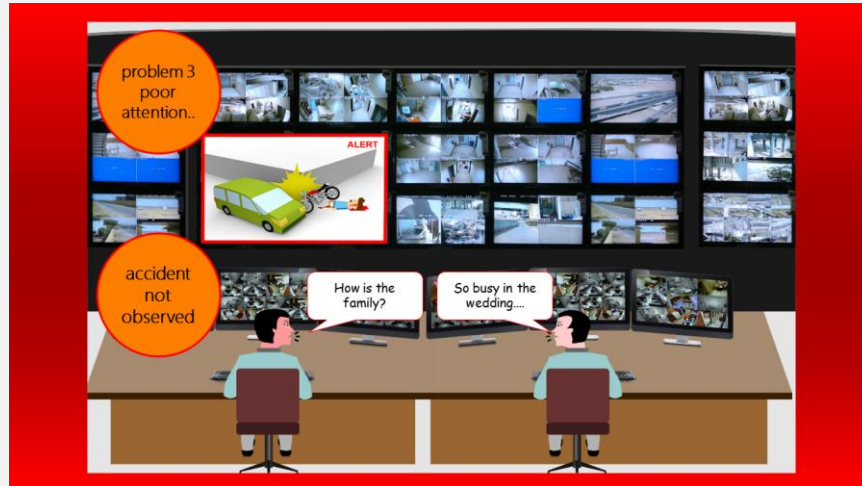 problem 3
poor
attention..
ALERT
accident
not
observed
How is the
family?
So busy in the
wedding....